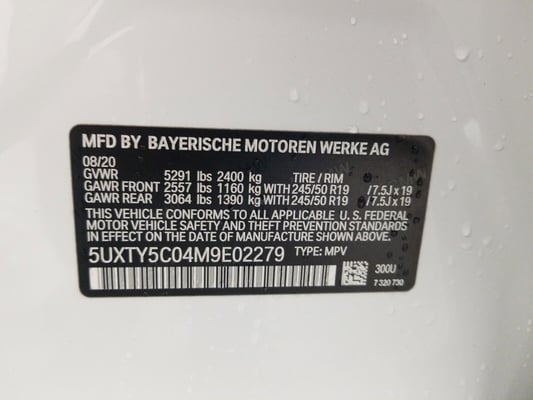 MFD BY BAYERISCHE MOTOREN WERKE AG
08/20
GVWR 5291 lbs 2400 kg TIRE / RIM
GAWR FRONT 2557 lbs 1160 kg WITH 245/50 R19 /7.5J x 19
GAWR REAR 3064 lbs 1390 kg WITH 245/50 R19 /7.5J x 19
THIS VEHICLE CONFORMS TO ALL APPLICABLE U. S. FEDERAL
MOTOR VEHICLE SAFETY AND THEFT PREVENTION STANDARDS
IN EFFECT ON THE DATE OF MANUFACTURE SHOWN ABOVE.
5UXTY5C04M9E02279 TYPE: MPV
300U
7 320 730